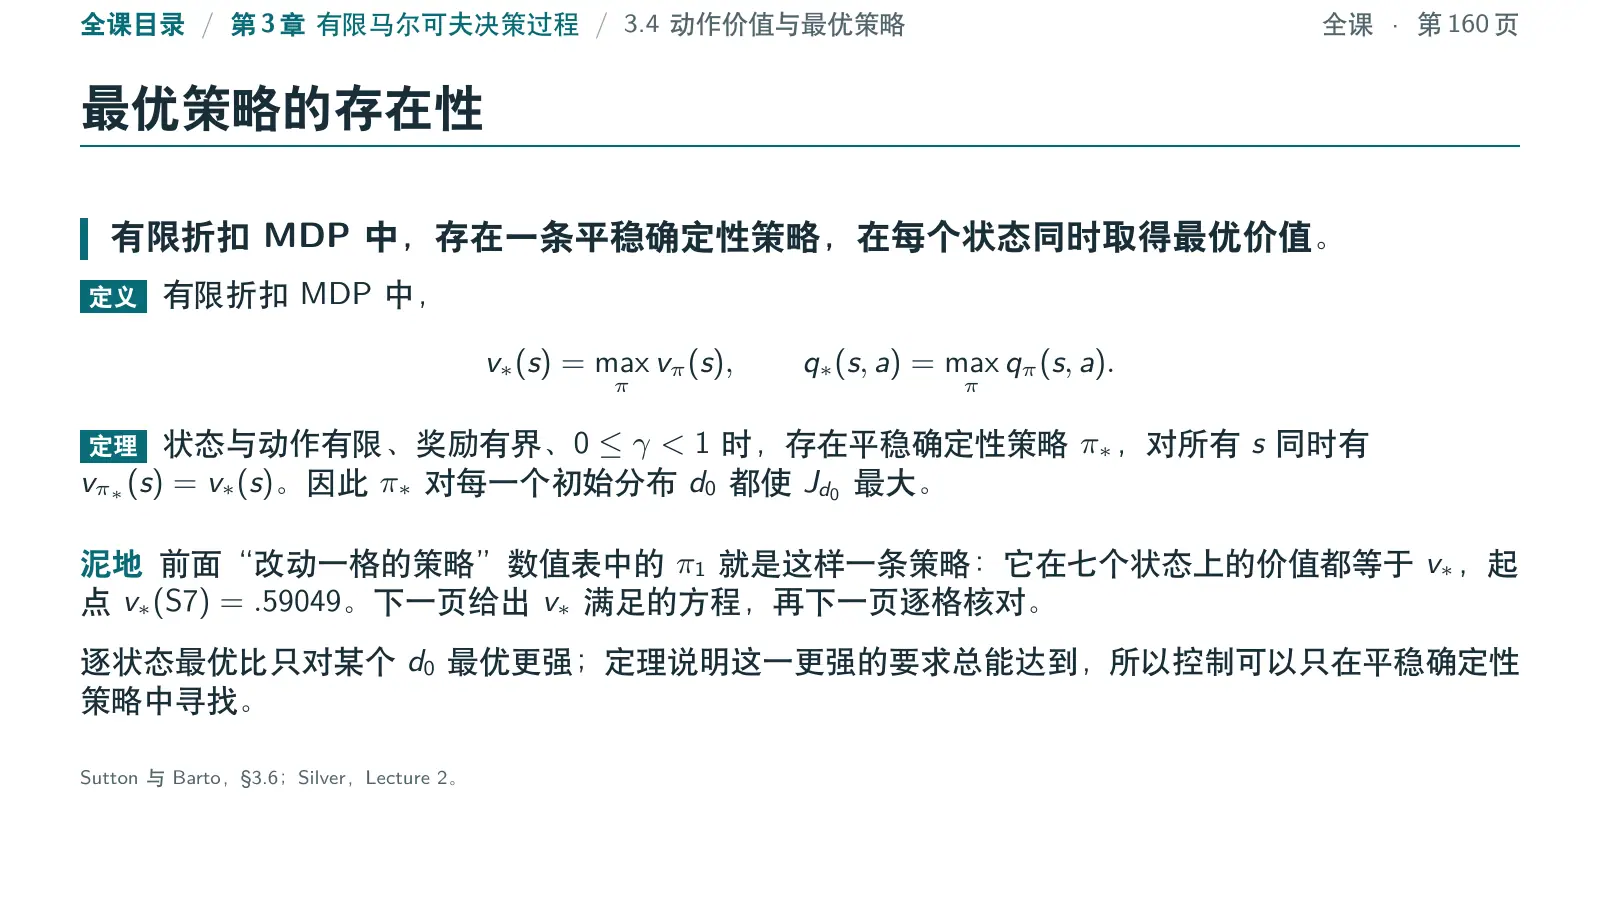 全课目录 / 第 3 章 有限马尔可夫决策过程 / 3.4 动作价值与最优策略
全课 · 第 160 页
最优策略的存在性
有限折扣 MDP 中，存在一条平稳确定性策略，在每个状态同时取得最优价值。
定义 有限折扣 MDP 中，
v∗(s) = max_π v_π(s),  q∗(s, a) = max_π q_π(s, a).
定理 状态与动作有限、奖励有界、0 ≤ γ < 1 时，存在平稳确定性策略 π∗，对所有 s 同时有
v_{π∗}(s) = v∗(s)。因此 π∗ 对每一个初始分布 d₀ 都使 J_{d₀} 最大。
泥地 前面“改动一格的策略”数值表中的 π₁ 就是这样一条策略：它在七个状态上的价值都等于 v∗，起
点 v∗(S7) = .59049。下一页给出 v∗ 满足的方程，再下一页逐格核对。
逐状态最优比只对某个 d₀ 最优更强；定理说明这一更强的要求总能达到，所以控制可以只在平稳确定性
策略中寻找。
Sutton 与 Barto，§3.6；Silver，Lecture 2。